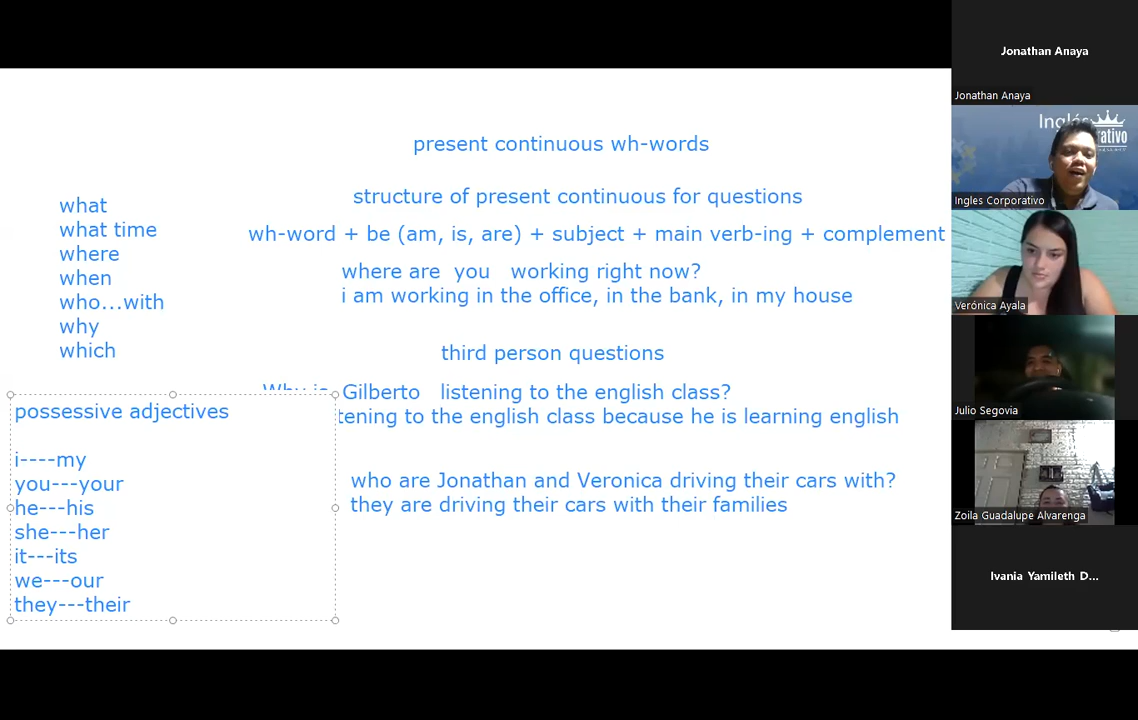 present continuous wh-words
structure of present continuous for questions
wh-word + be (am, is, are) + subject + main verb-ing + complement
where are you working right now?
i am working in the office, in the bank, in my house
third person questions
Why is Gilberto listening to the english class?
tening to the english class because he is learning english
who are Jonathan and Veronica driving their cars with?
they are driving their cars with their families
what
what time
where
when
who...with
why
which
possessive adjectives
i----my
you---your
he---his
she---her
it---its
we---our
they---their
Jonathan Anaya
Jonathan Anaya
Inglés
rativo
Ingles Corporativo
Verónica Ayala
Julio Segovia
Zoila Guadalupe Alvarenga
Ivania Yamileth D...